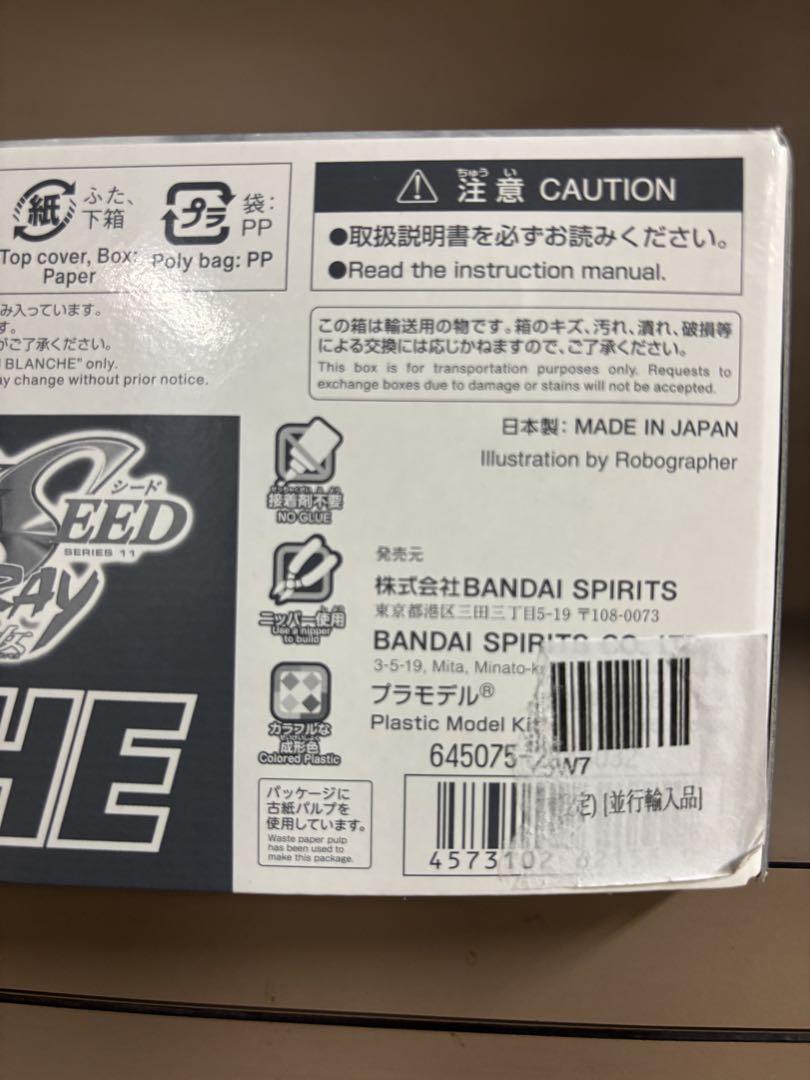 紙
ふた、
下箱
プラ
袋:
PP
Top cover, Box:
Paper
Poly bag: PP
ちゅう い
注意 CAUTION
●取扱説明書を必ずお読みください。
●Read the instruction manual.
み入っています。
す。
ご了承ください。
BLANCHE" only.
change without prior notice.
この箱は輸送用の物です。箱のキズ、汚れ、潰れ、破損等
による交換には応じかねますので、ご了承ください。
This box is for transportation purposes only. Requests to
exchange boxes due to damage or stains will not be accepted.
日本製: MADE IN JAPAN
Illustration by Robographer
シード
SEED
SERIES 11
RAY
HE
接着剤不要
NO GLUE
ニッパー使用
Use a nipper
to build
カラフルな
成形色
Colored Plastic
パッケージに
古紙パルプを
使用しています。
Waste paper pulp
has been used to
make this package.
発売元
株式会社BANDAI SPIRITS
東京都港区三田三丁目5-19 〒108-0073
BANDAI SPIRITS CO.
3-5-19, Mita, Minato-k
プラモデル®
Plastic Model Ki
645075
W7
定) [並行輸入品]
4573102 62